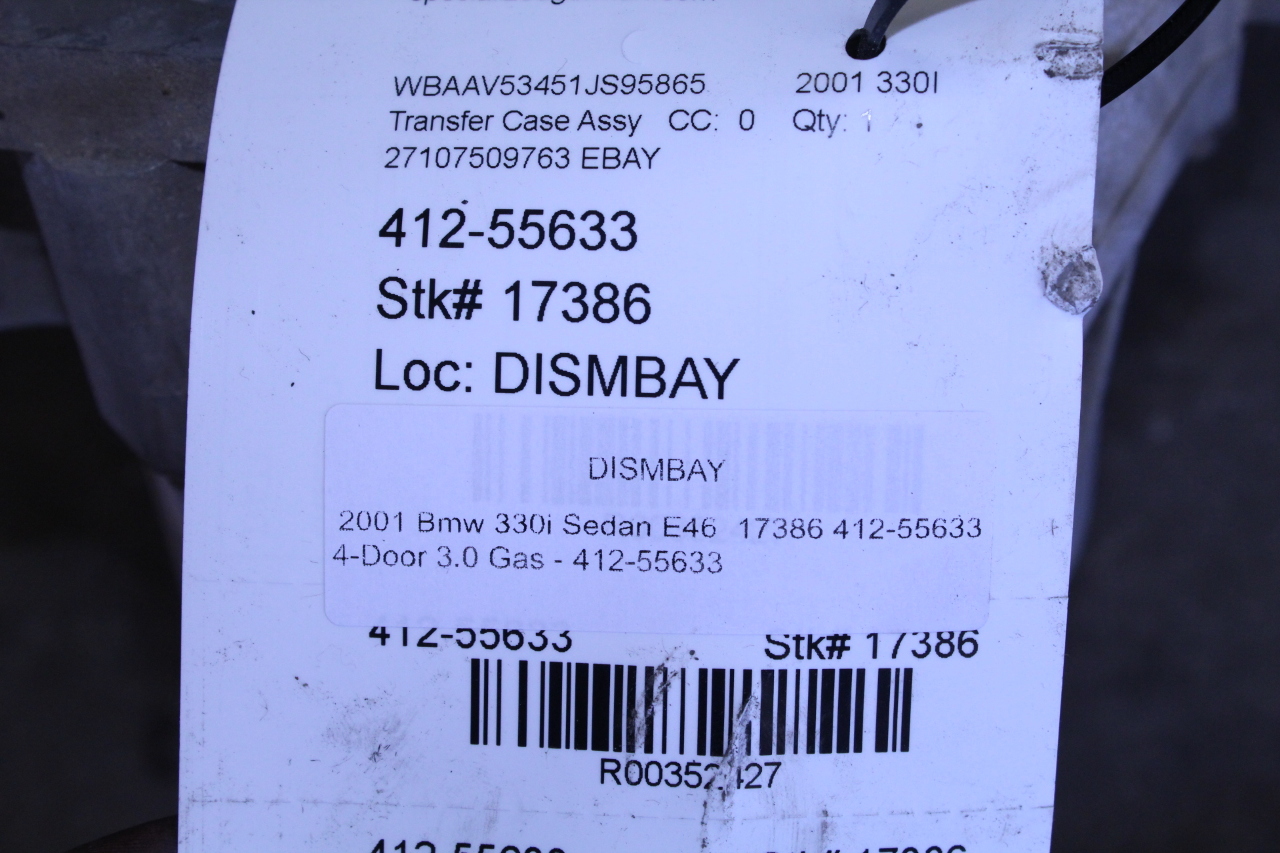 WBAAV53451JS95865 2001 330I
Transfer Case Assy CC: 0 Qty: 1
27107509763 EBAY
412-55633
Stk# 17386
Loc: DISMBAY
DISMBAY
2001 Bmw 330i Sedan E46 17386 412-55633
4-Door 3.0 Gas - 412-55633
412-55633 Stk# 17386